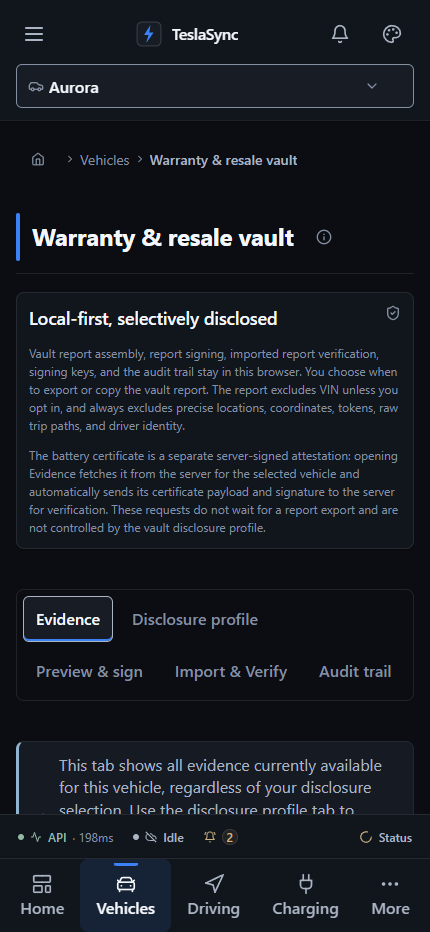 TeslaSync
Aurora
Vehicles
Warranty & resale vault
Warranty & resale vault
Local-first, selectively disclosed
Vault report assembly, report signing, imported report verification,
signing keys, and the audit trail stay in this browser. You choose when
to export or copy the vault report. The report excludes VIN unless you
opt in, and always excludes precise locations, coordinates, tokens, raw
trip paths, and driver identity.
The battery certificate is a separate server-signed attestation: opening
Evidence fetches it from the server for the selected vehicle and
automatically sends its certificate payload and signature to the server
for verification. These requests do not wait for a report export and are
not controlled by the vault disclosure profile.
Evidence
Disclosure profile
Preview & sign
Import & Verify
Audit trail
This tab shows all evidence currently available
for this vehicle, regardless of your disclosure
selection. Use the disclosure profile tab to
API · 198ms
Idle
2
Status
Home
Vehicles
Driving
Charging
More